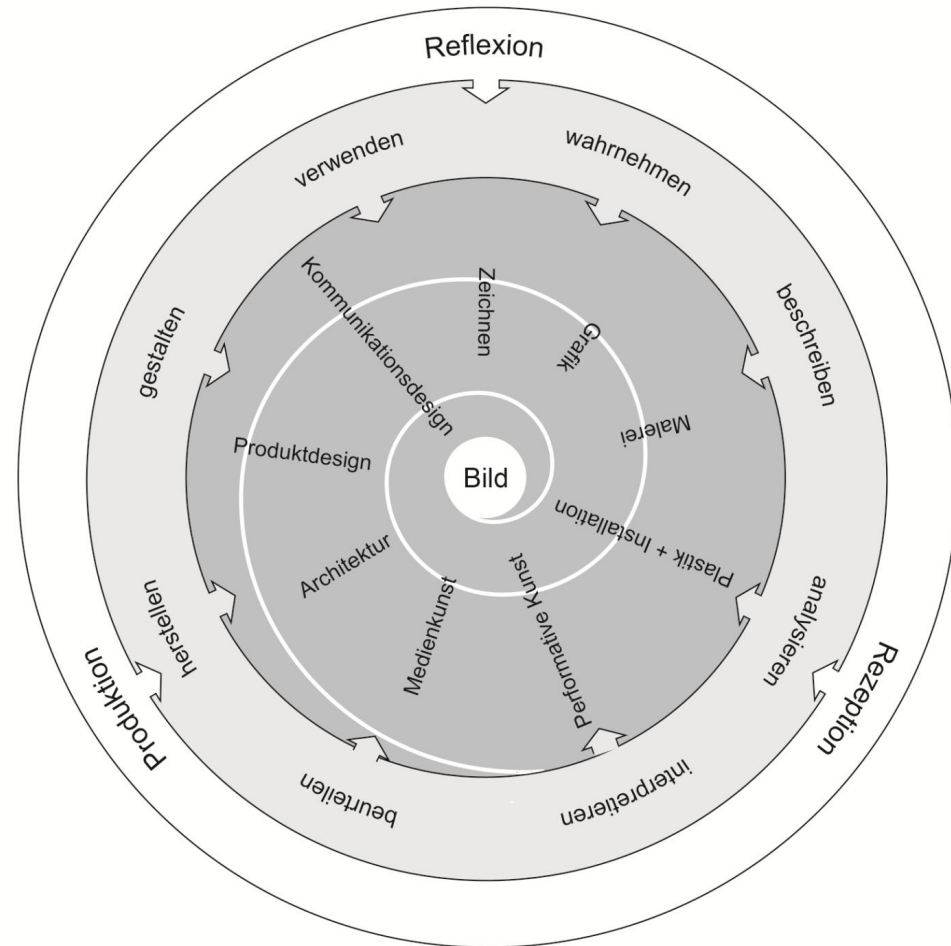 Reflexion
Rezeption
Produktion
wahrnehmen
beschreiben
analysieren
interpretieren
beurteilen
herstellen
gestalten
verwenden
Zeichnen
Grafik
Malerei
Plastik + Installation
Performative Kunst
Medienkunst
Architektur
Produktdesign
Kommunikationsdesign
Bild